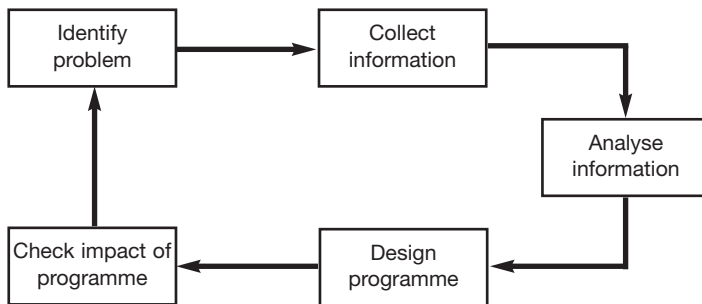 Identify
problem
Collect
information
Analyse
information
Design
programme
Check impact of
programme